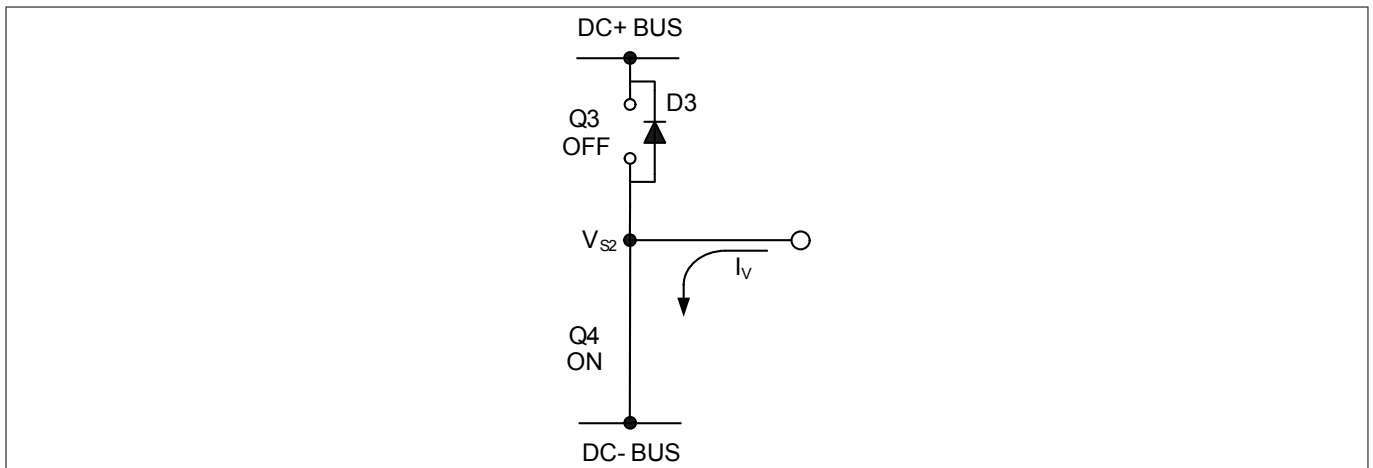 DC+ BUS
D3
Q3
OFF
VS2
IV
Q4
ON
DC- BUS